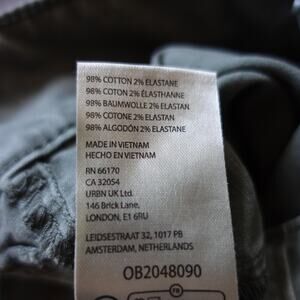 98% COTTON 2% ELASTANE
98% COTON 2% ÉLASTHANNE
98% BAUMWOLLE 2% ELASTAN
98% COTONE 2% ELASTAN
98% ALGODÓN 2% ELASTANE
MADE IN VIETNAM
HECHO EN VIETNAM
RN 66170
CA 32054
URBN UK Ltd.
146 Brick Lane,
LONDON, E1 6RU
LEIDSESTRAAT 32, 1017 PB
AMSTERDAM, NETHERLANDS
OB2048090